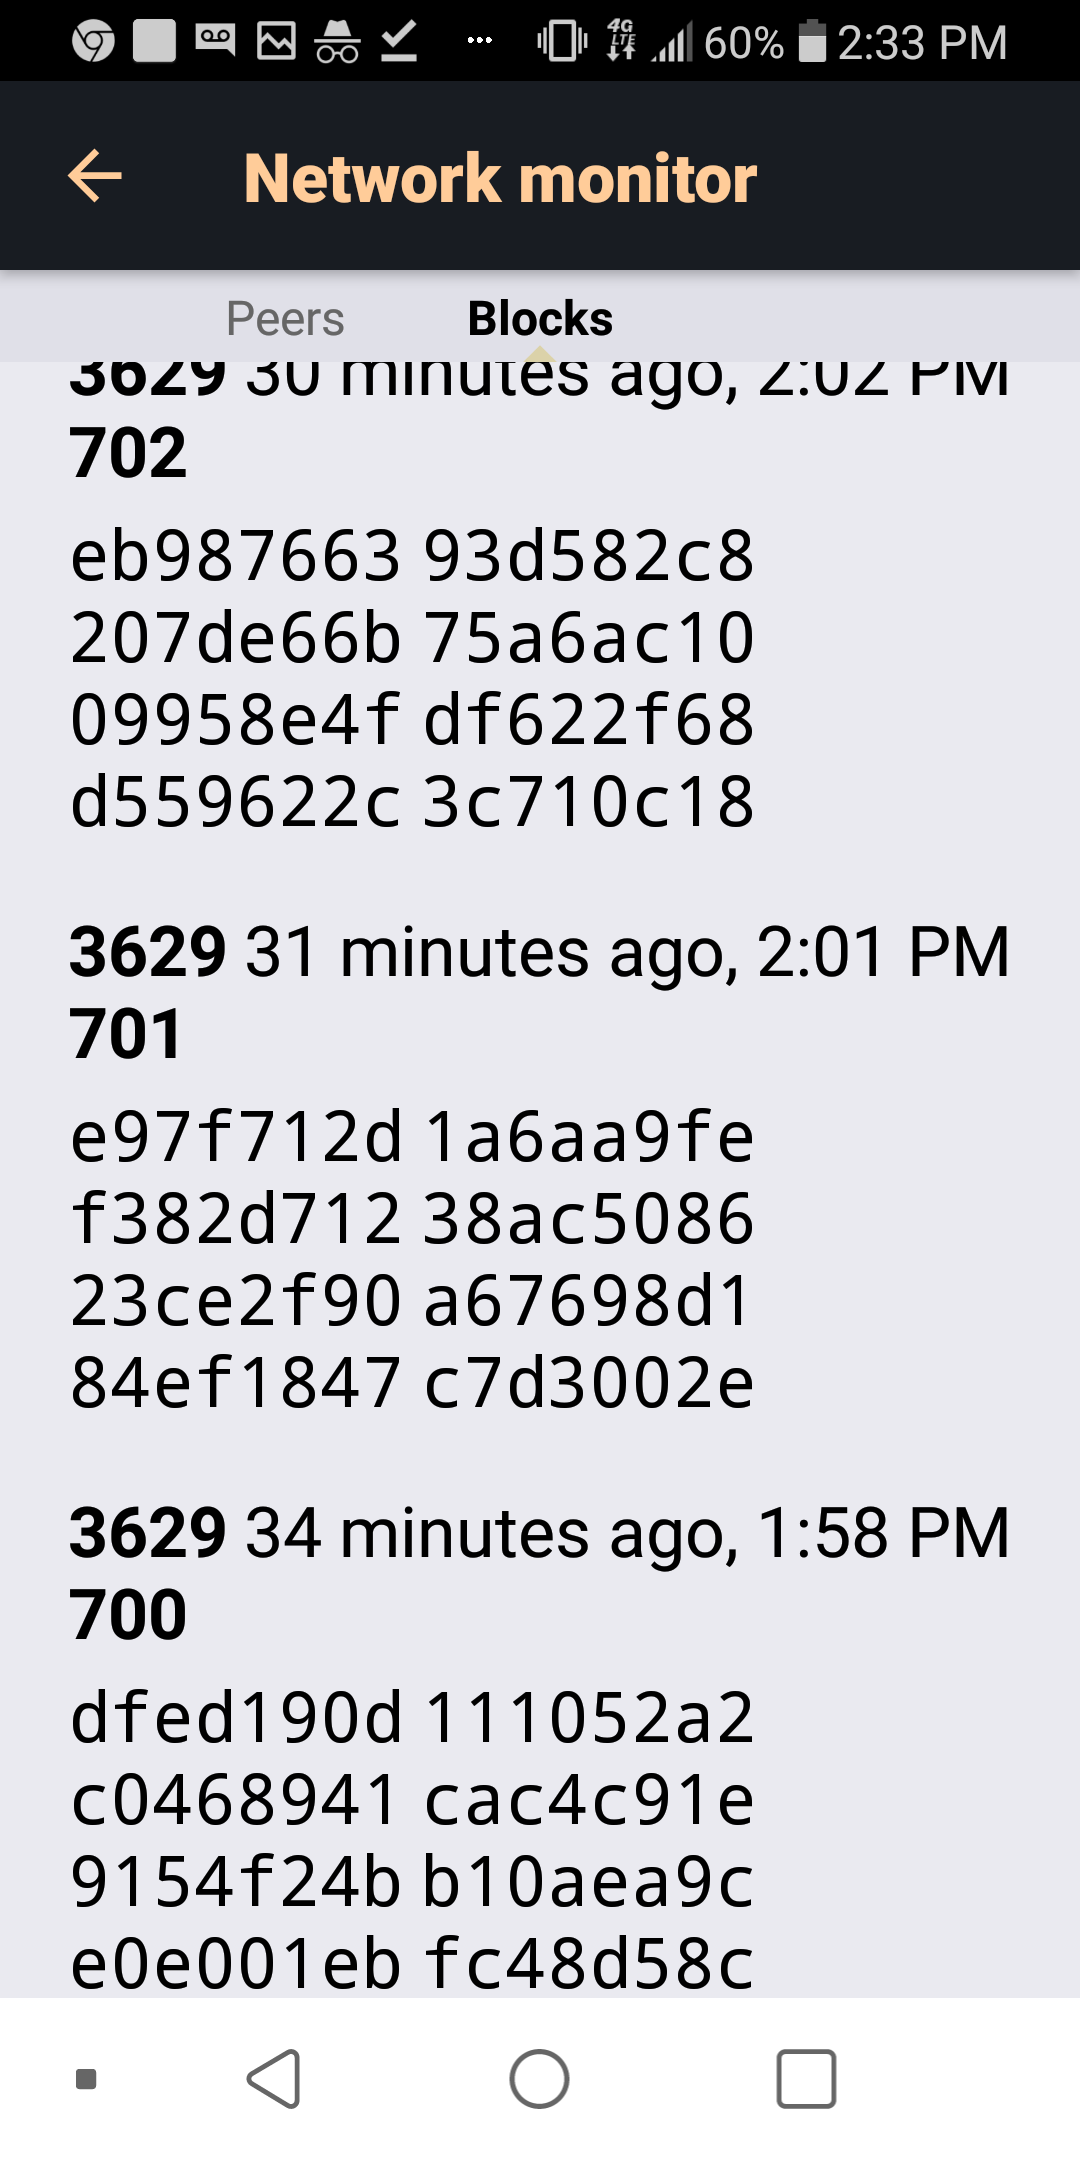 4G LTE 60% 2:33 PM
Network monitor
Peers Blocks
3629 30 minutes ago, 2:02 PM
702
eb987663 93d582c8
207de66b 75a6ac10
09958e4f df622f68
d559622c 3c710c18
3629 31 minutes ago, 2:01 PM
701
e97f712d 1a6aa9fe
f382d712 38ac5086
23ce2f90 a67698d1
84ef1847 c7d3002e
3629 34 minutes ago, 1:58 PM
700
dfed190d 111052a2
c0468941 cac4c91e
9154f24b b10aea9c
e0e001eb fc48d58c